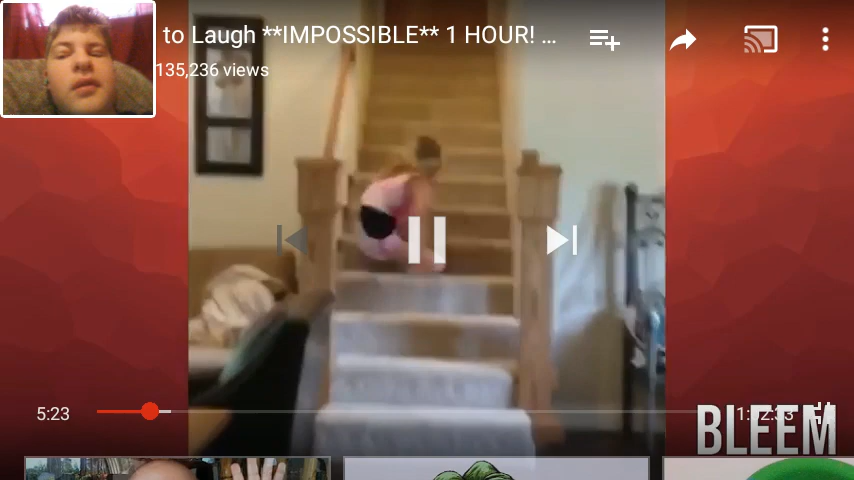 to Laugh **IMPOSSIBLE** 1 HOUR! ...
135,236 views
5:23
BLEEM